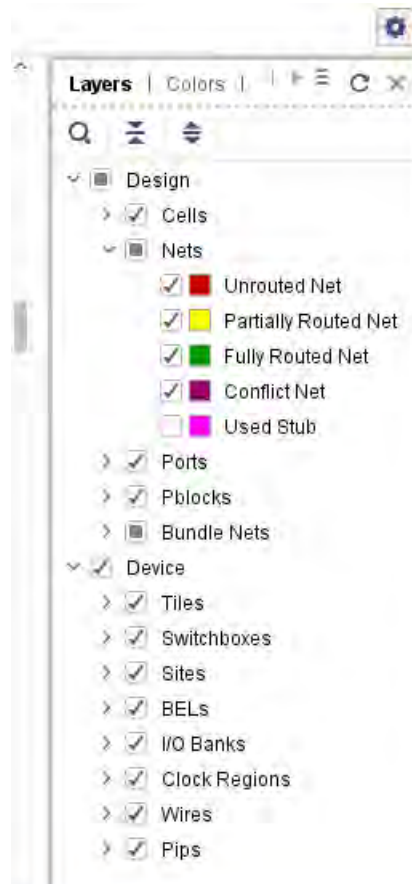 Layers | Colors |
Design
Cells
Nets
Unrouted Net
Partially Routed Net
Fully Routed Net
Conflict Net
Used Stub
Ports
Pblocks
Bundle Nets
Device
Tiles
Switchboxes
Sites
BELs
I/O Banks
Clock Regions
Wires
Pips